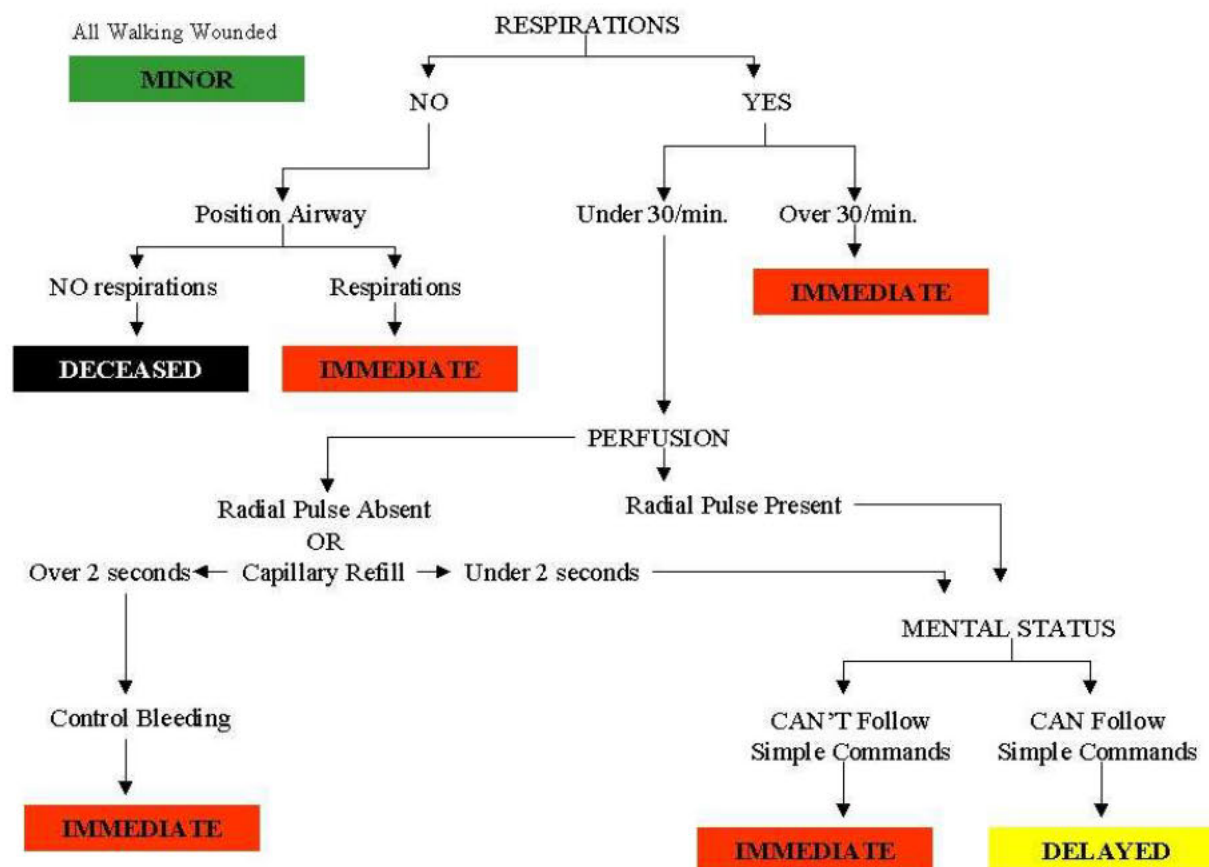 All Walking Wounded
MINOR
RESPIRATIONS
NO
YES
Position Airway
Under 30/min.
Over 30/min.
NO respirations
Respirations
IMMEDIATE
DECEASED
IMMEDIATE
PERFUSION
Radial Pulse Absent
Radial Pulse Present
OR
Over 2 seconds
Capillary Refill
Under 2 seconds
MENTAL STATUS
Control Bleeding
CAN'T Follow
Simple Commands
CAN Follow
Simple Commands
IMMEDIATE
IMMEDIATE
DELAYED